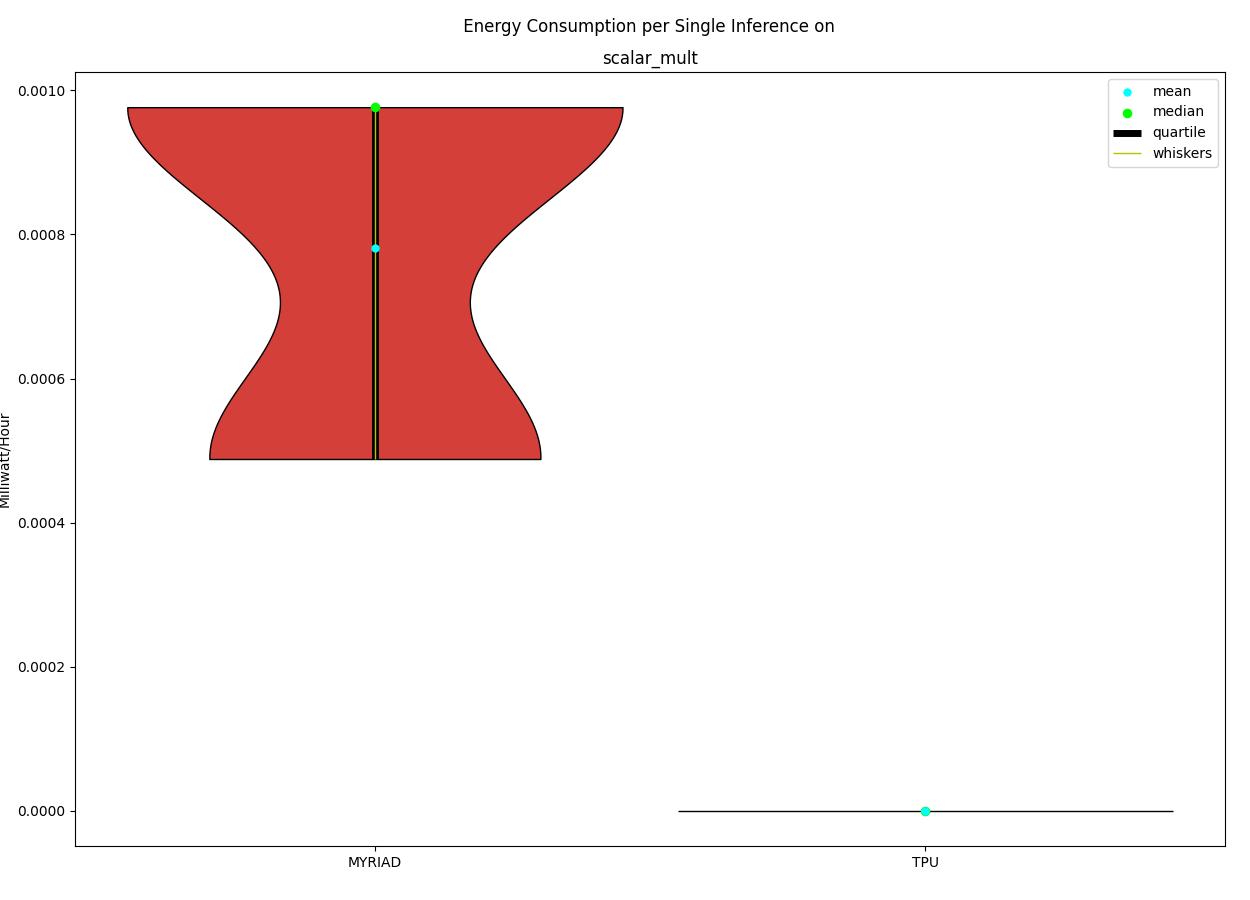 Energy Consumption per Single Inference on
scalar_mult
mean
median
quartile
whiskers
0.0010
0.0008
0.0006
0.0004
0.0002
0.0000
Milliwatt/Hour
MYRIAD
TPU